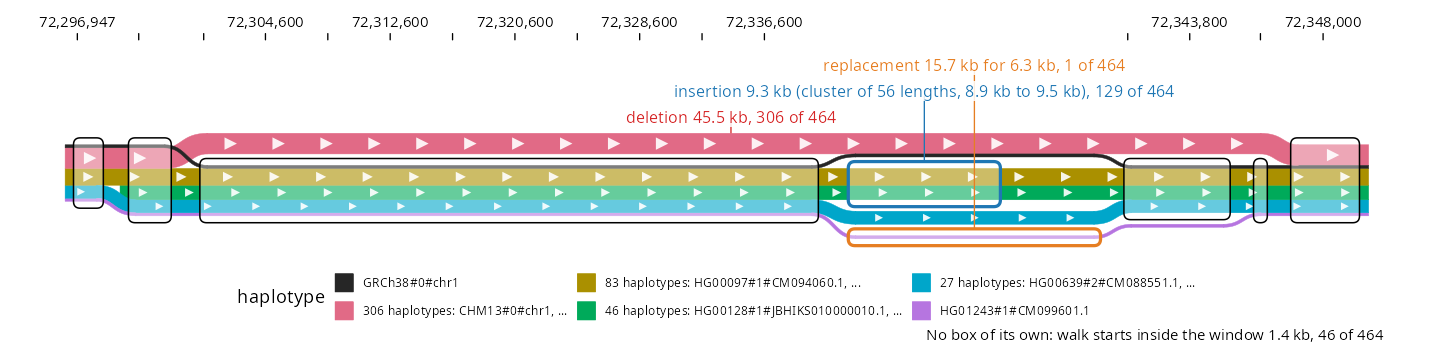 72,296,947 72,304,600 72,312,600 72,320,600 72,328,600 72,336,600 72,343,800 72,348,000
replacement 15.7 kb for 6.3 kb, 1 of 464
insertion 9.3 kb (cluster of 56 lengths, 8.9 kb to 9.5 kb), 129 of 464
deletion 45.5 kb, 306 of 464
haplotype
GRCh38#0#chr1
306 haplotypes: CHM13#0#chr1, ...
83 haplotypes: HG00097#1#CM094060.1, ...
46 haplotypes: HG00128#1#JBHIKS010000010.1, ...
27 haplotypes: HG00639#2#CM088551.1, ...
HG01243#1#CM099601.1
No box of its own: walk starts inside the window 1.4 kb, 46 of 464